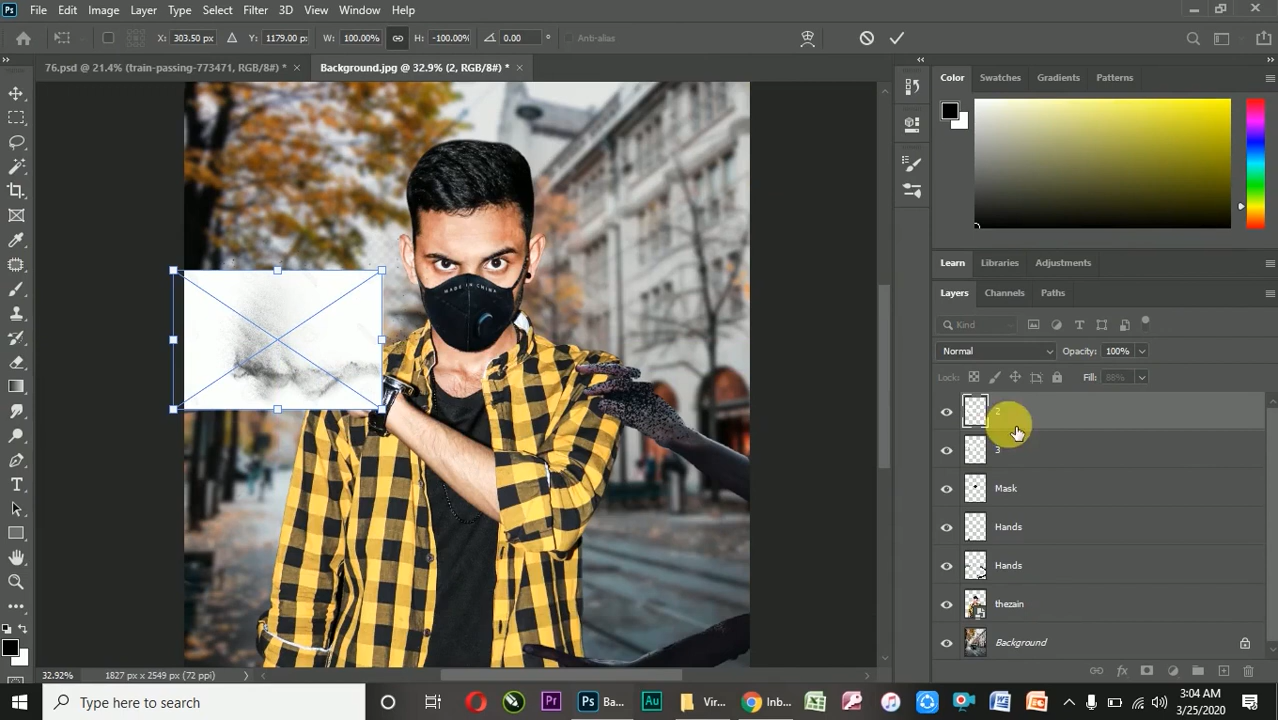 File Edit Image Layer Type Select Filter 3D View Window Help
X: 303.50 px Y: 1179.00 px W: 100.00% H: -100.00% 0.00 ° Anti-alias
76.psd @ 21.4% (train-passing-773471, RGB/8#) * × Background.jpg @ 32.9% (2, RGB/8#) * ×
Color Swatches Gradients Patterns
MADE IN CHINA
Learn Libraries Adjustments
Layers Channels Paths
Kind
Normal Opacity: 100%
Lock: Fill: 88%
2
3
Mask
Hands
Hands
thezain
Background
32.92% 1827 px x 2549 px (72 ppi)
Type here to search
Ba...
Vir...
Inb...
3:04 AM
3/25/2020